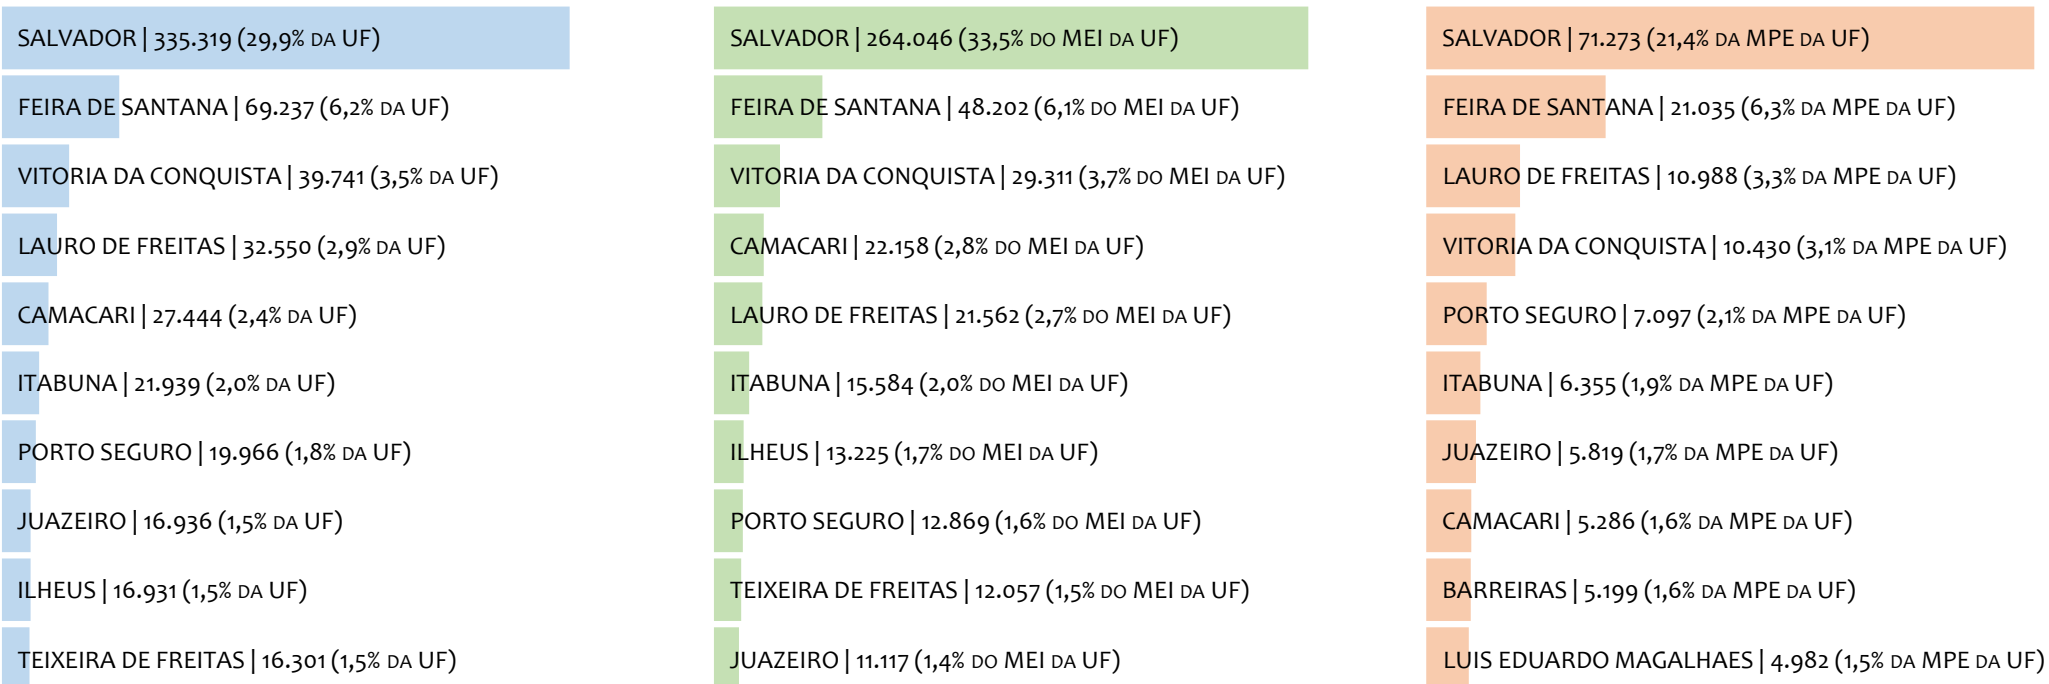 SALVADOR | 335.319 (29,9% DA UF)
FEIRA DE SANTANA | 69.237 (6,2% DA UF)
VITORIA DA CONQUISTA | 39.741 (3,5% DA UF)
LAURO DE FREITAS | 32.550 (2,9% DA UF)
CAMACARI | 27.444 (2,4% DA UF)
ITABUNA | 21.939 (2,0% DA UF)
PORTO SEGURO | 19.966 (1,8% DA UF)
JUAZEIRO | 16.936 (1,5% DA UF)
ILHEUS | 16.931 (1,5% DA UF)
TEIXEIRA DE FREITAS | 16.301 (1,5% DA UF)
SALVADOR | 264.046 (33,5% DO MEI DA UF)
FEIRA DE SANTANA | 48.202 (6,1% DO MEI DA UF)
VITORIA DA CONQUISTA | 29.311 (3,7% DO MEI DA UF)
CAMACARI | 22.158 (2,8% DO MEI DA UF)
LAURO DE FREITAS | 21.562 (2,7% DO MEI DA UF)
ITABUNA | 15.584 (2,0% DO MEI DA UF)
ILHEUS | 13.225 (1,7% DO MEI DA UF)
PORTO SEGURO | 12.869 (1,6% DO MEI DA UF)
TEIXEIRA DE FREITAS | 12.057 (1,5% DO MEI DA UF)
JUAZEIRO | 11.117 (1,4% DO MEI DA UF)
SALVADOR | 71.273 (21,4% DA MPE DA UF)
FEIRA DE SANTANA | 21.035 (6,3% DA MPE DA UF)
LAURO DE FREITAS | 10.988 (3,3% DA MPE DA UF)
VITORIA DA CONQUISTA | 10.430 (3,1% DA MPE DA UF)
PORTO SEGURO | 7.097 (2,1% DA MPE DA UF)
ITABUNA | 6.355 (1,9% DA MPE DA UF)
JUAZEIRO | 5.819 (1,7% DA MPE DA UF)
CAMACARI | 5.286 (1,6% DA MPE DA UF)
BARREIRAS | 5.199 (1,6% DA MPE DA UF)
LUIS EDUARDO MAGALHAES | 4.982 (1,5% DA MPE DA UF)